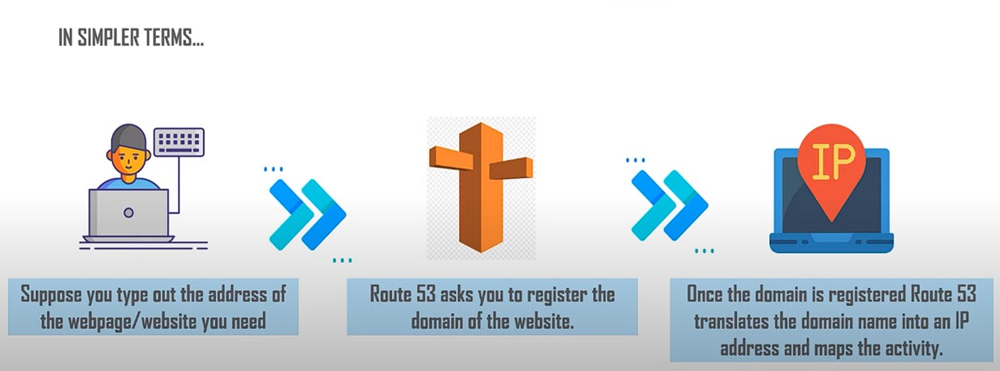 IN SIMPLER TERMS...
IP
Suppose you type out the address of
the webpage/website you need
Route 53 asks you to register the
domain of the website.
Once the domain is registered Route 53
translates the domain name into an IP
address and maps the activity.